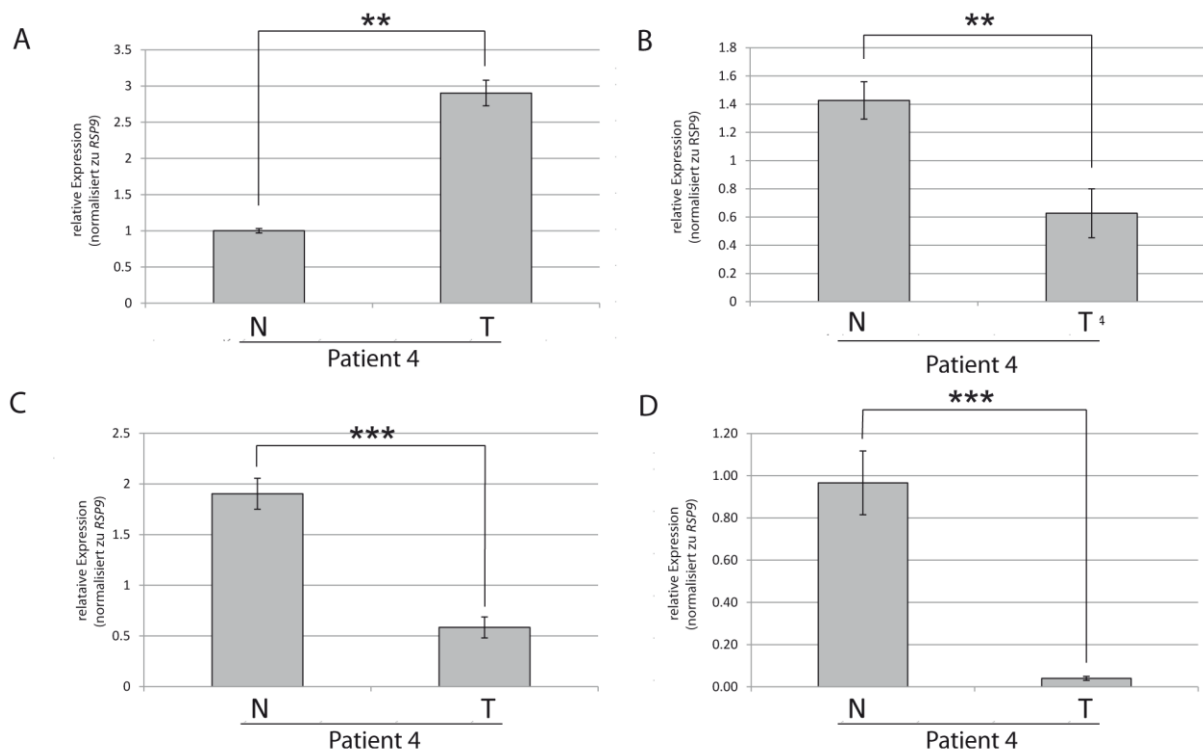 A
**
relative Expression
(normalisiert zu RSP9)
3.5
3
2.5
2
1.5
1
0.5
0
N T
Patient 4
B
**
relative Expression
(normalisiert zu RSP9)
1.8
1.6
1.4
1.2
1
0.8
0.6
0.4
0.2
0
N T 4
Patient 4
C
***
relataive Expression
(normalisiert zu RSP9)
2.5
2
1.5
1
0.5
0
N T
Patient 4
D
***
relative Expression
(normalisiert zu RSP9)
1.20
1.00
0.80
0.60
0.40
0.20
0.00
N T
Patient 4